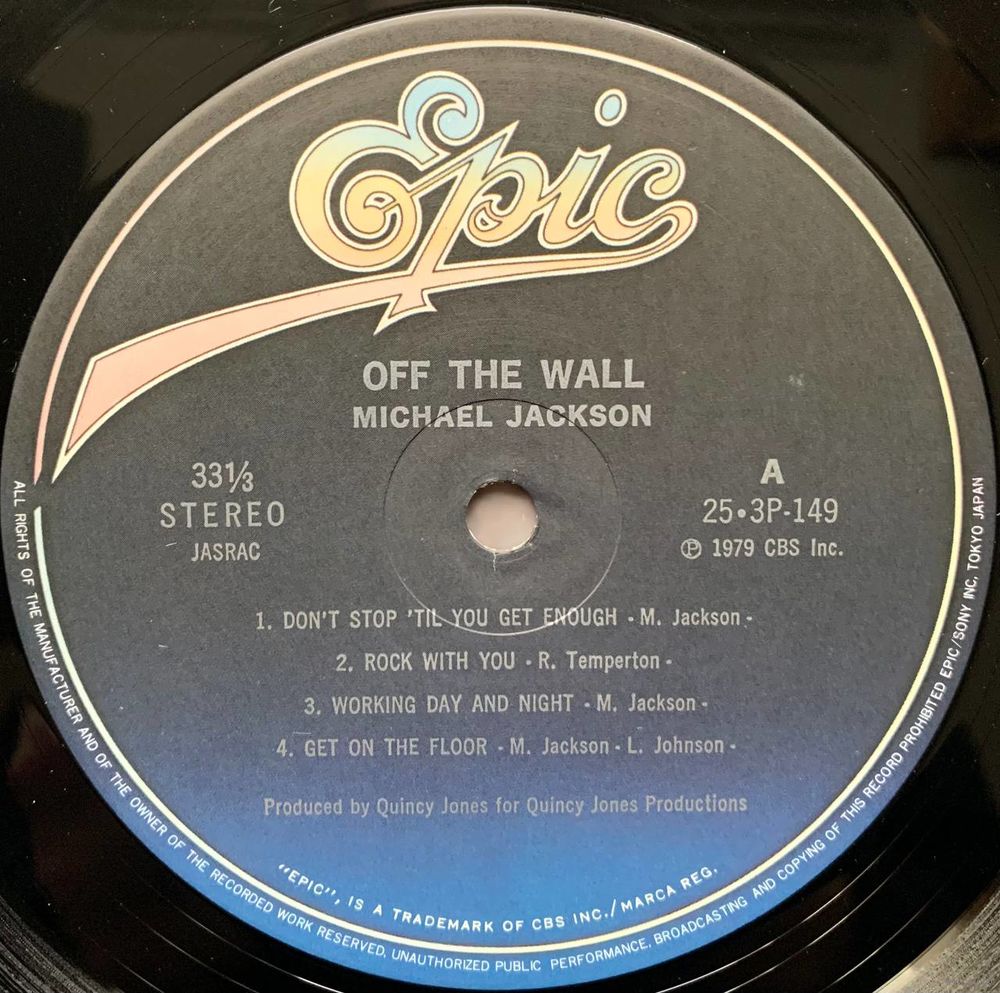 Epic
OFF THE WALL
MICHAEL JACKSON
33⅓
STEREO
JASRAC
A
25•3P-149
Ⓟ 1979 CBS Inc.
1. DON'T STOP 'TIL YOU GET ENOUGH - M. Jackson -
2. ROCK WITH YOU - R. Temperton -
3. WORKING DAY AND NIGHT - M. Jackson -
4. GET ON THE FLOOR - M. Jackson - L. Johnson -
Produced by Quincy Jones for Quincy Jones Productions
"EPIC", IS A TRADEMARK OF CBS INC./MARCA REG.
ALL RIGHTS OF THE MANUFACTURER AND OF THE OWNER OF THE RECORDED WORK RESERVED, UNAUTHORIZED PUBLIC PERFORMANCE, BROADCASTING AND COPYING OF THIS RECORD PROHIBITED EPIC/SONY INC, TOKYO JAPAN